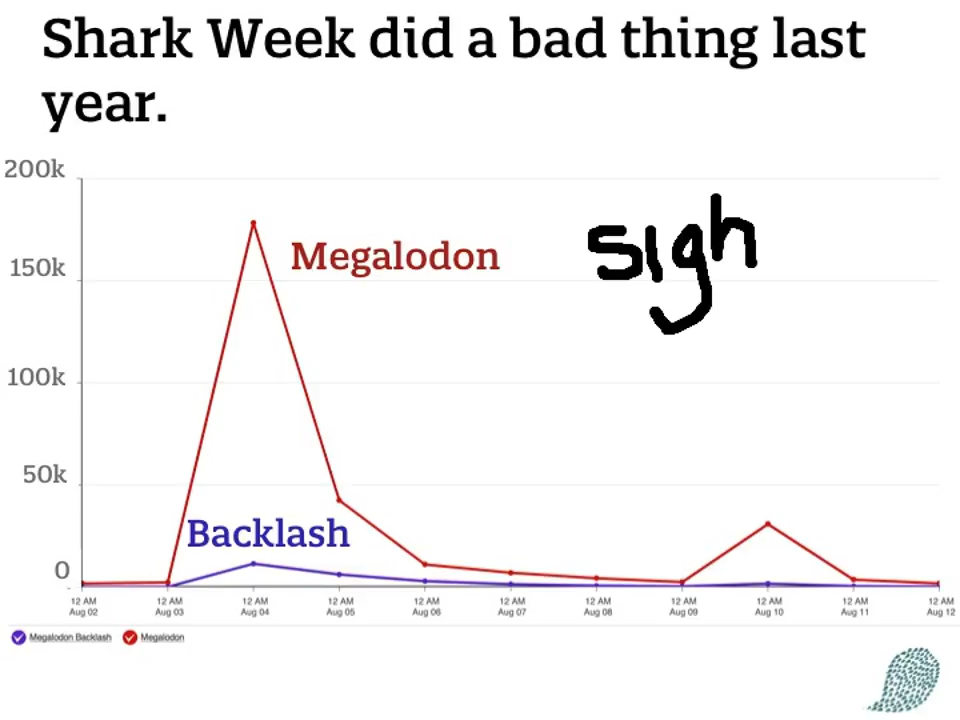 Shark Week did a bad thing last
year.
200k
150k
100k
50k
0
Megalodon
sigh
Backlash
12 AM
Aug 02
12 AM
Aug 03
12 AM
Aug 04
12 AM
Aug 05
12 AM
Aug 06
12 AM
Aug 07
12 AM
Aug 08
12 AM
Aug 09
12 AM
Aug 10
12 AM
Aug 11
12 AM
Aug 12
Megalodon Backlash Megalodon